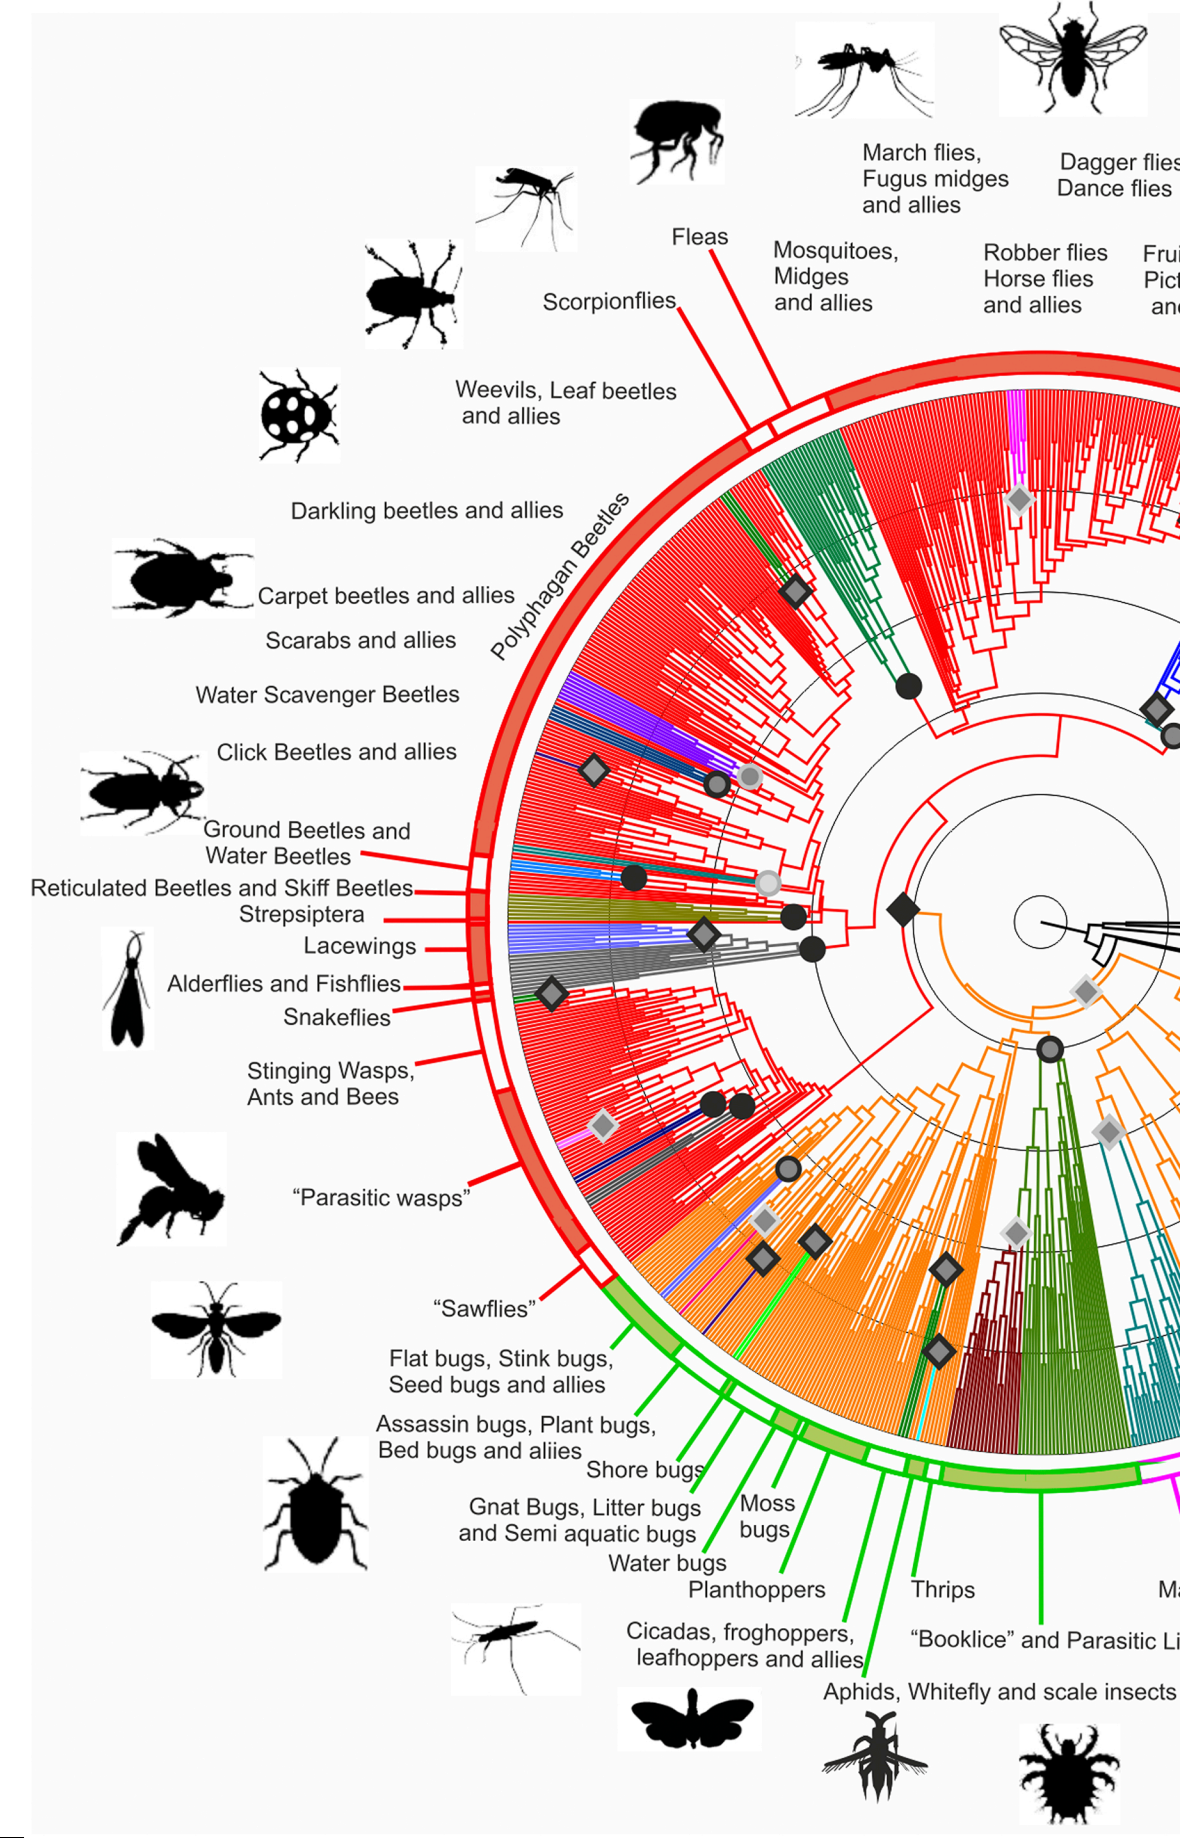 March flies,
Fugus midges
and allies
Dagger flies
Dance flies
Fleas
Mosquitoes,
Midges
and allies
Robber flies
Horse flies
and allies
Scorpionflies
Weevils, Leaf beetles
and allies
Darkling beetles and allies
Polyphagan Beetles
Carpet beetles and allies
Scarabs and allies
Water Scavenger Beetles
Click Beetles and allies
Ground Beetles and
Water Beetles
Reticulated Beetles and Skiff Beetles
Strepsiptera
Lacewings
Alderflies and Fishflies
Snakeflies
Stinging Wasps,
Ants and Bees
“Parasitic wasps”
“Sawflies”
Flat bugs, Stink bugs,
Seed bugs and allies
Assassin bugs, Plant bugs,
Bed bugs and aliies
Shore bugs
Gnat Bugs, Litter bugs
and Semi aquatic bugs
Moss
bugs
Water bugs
Planthoppers
Thrips
Cicadas, froghoppers,
leafhoppers and allies
“Booklice” and Parasitic
Aphids, Whitefly and scale insects